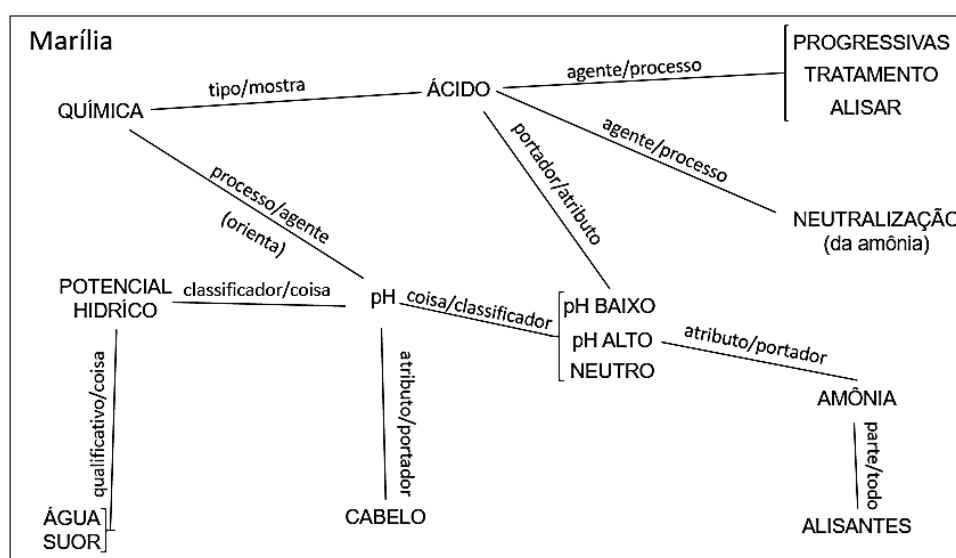 Marília
PROGRESSIVAS
TRATAMENTO
ALISAR
agente/processo
tipo/mostra
ÁCIDO
QUÍMICA
agente/processo
portador/atributo
processo/agente
(orienta)
NEUTRALIZAÇÃO
(da amônia)
POTENCIAL
HIDRÍCO
classificador/coisa
pH
coisa/classificador
pH BAIXO
pH ALTO
NEUTRO
atributo/portador
AMÔNIA
qualificativo/coisa
atributo/portador
parte/todo
ÁGUA
SUOR
CABELO
ALISANTES